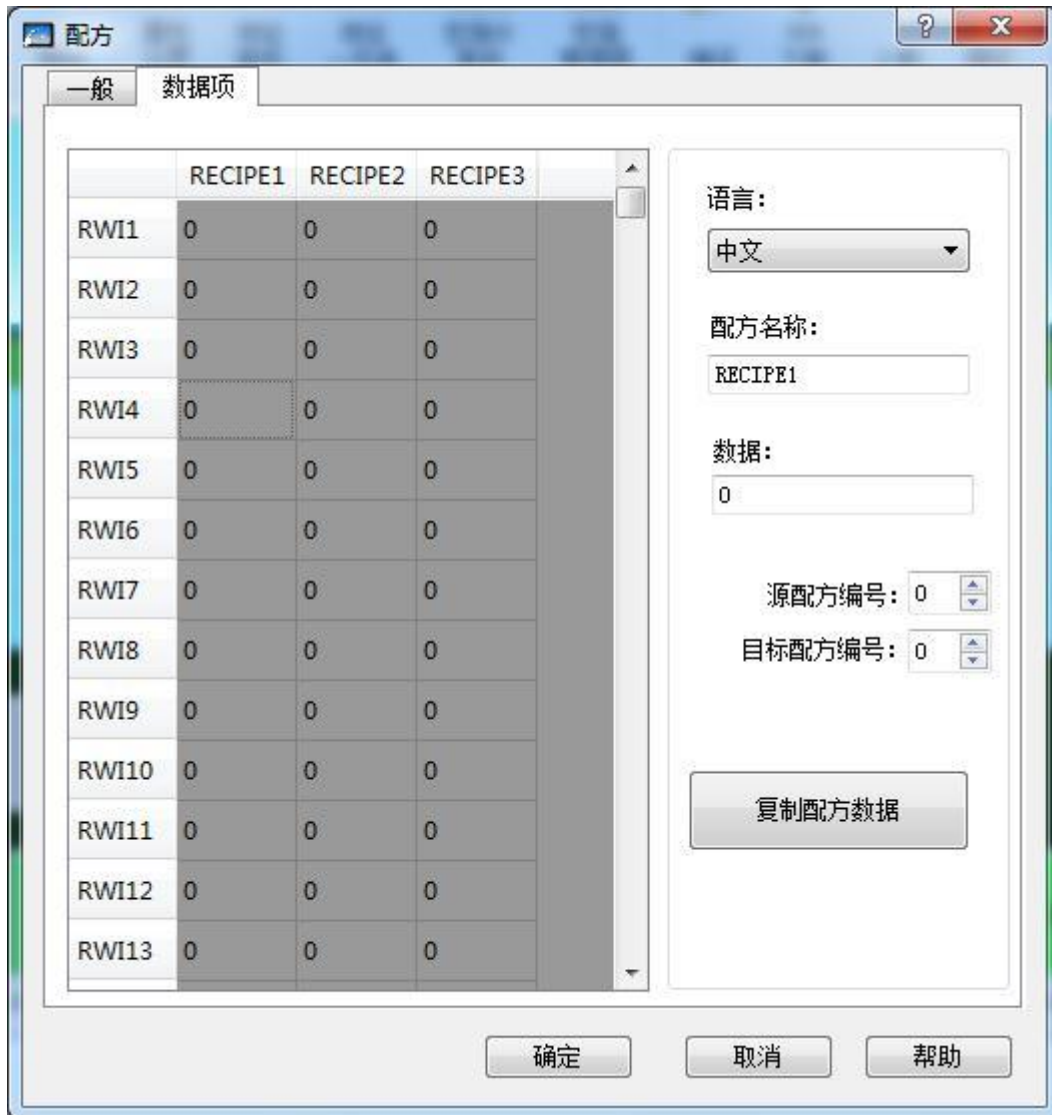 配方
一般 数据项
RECIPE1 RECIPE2 RECIPE3
RWI1 0 0 0
RWI2 0 0 0
RWI3 0 0 0
RWI4 0 0 0
RWI5 0 0 0
RWI6 0 0 0
RWI7 0 0 0
RWI8 0 0 0
RWI9 0 0 0
RWI10 0 0 0
RWI11 0 0 0
RWI12 0 0 0
RWI13 0 0 0
语言:
中文
配方名称:
RECIPE1
数据:
0
源配方编号: 0
目标配方编号: 0
复制配方数据
确定 取消 帮助